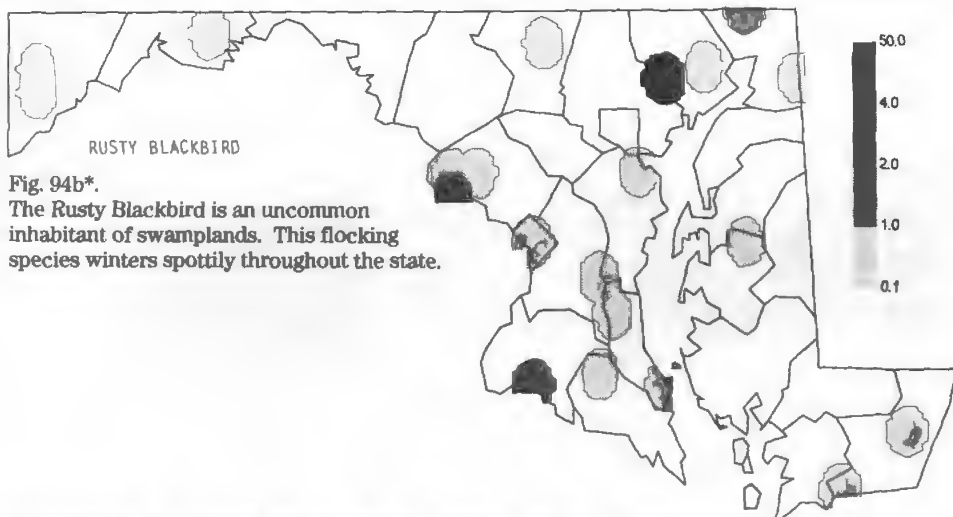 50.0
4.0
2.0
1.0
0.1
RUSTY BLACKBIRD
Fig. 94b*.
The Rusty Blackbird is an uncommon
inhabitant of swamplands. This flocking
species winters spottily throughout the state.